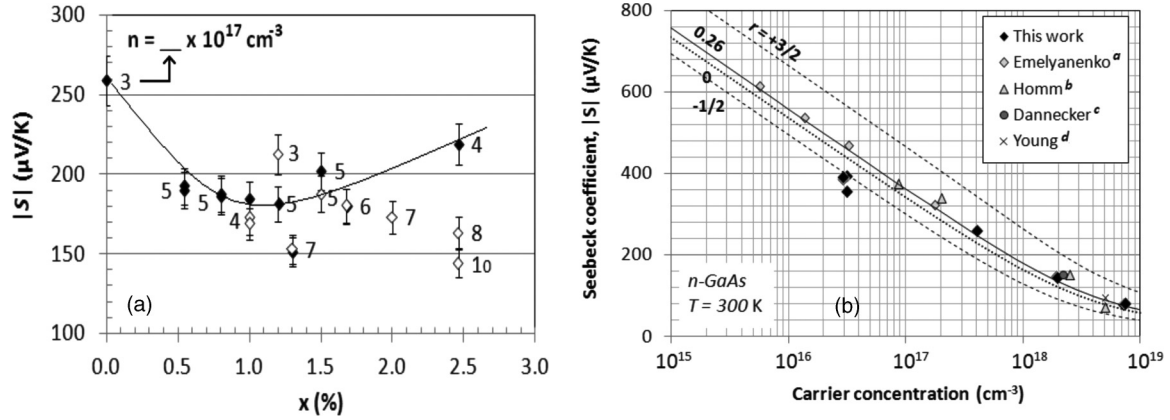 n = __ x 10¹⁷ cm⁻³
300
250
200
150
100
|S| (µV/K)
3
5
5
4
3
5
7
5
5
6
7
4
8
10
(a)
0.0 0.5 1.0 1.5 2.0 2.5 3.0
x (%)
800
600
400
200
0
Seebeck coefficient, |S| (µV/K)
0.26
r = +3/2
0
-1/2
This work
Emelyanenko ᵃ
Homm ᵇ
Dannecker ᶜ
Young ᵈ
n-GaAs
T = 300 K
(b)
10¹⁵ 10¹⁶ 10¹⁷ 10¹⁸ 10¹⁹
Carrier concentration (cm⁻³)